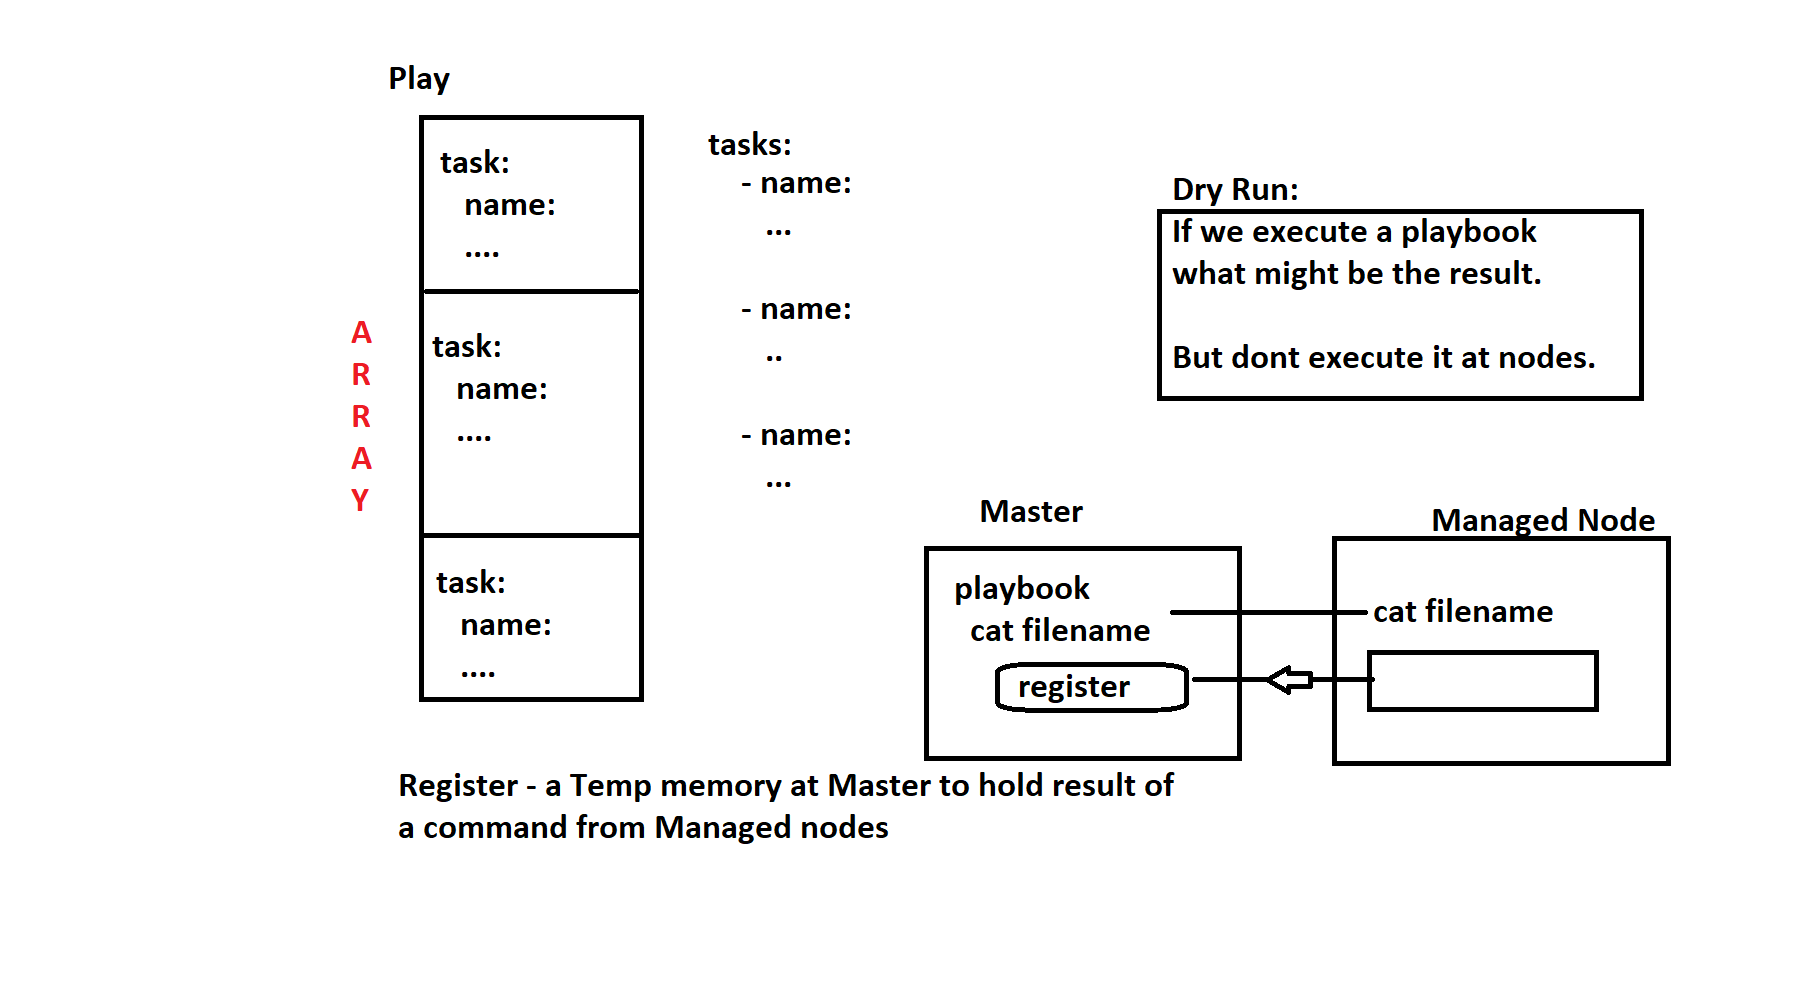 Play
task:
name:
....
task:
name:
....
task:
name:
....
A
R
R
A
Y
tasks:
- name:
...
- name:
..
- name:
...
Dry Run:
If we execute a playbook
what might be the result.
But dont execute it at nodes.
Master
playbook
cat filename
register
Managed Node
cat filename
Register - a Temp memory at Master to hold result of
a command from Managed nodes